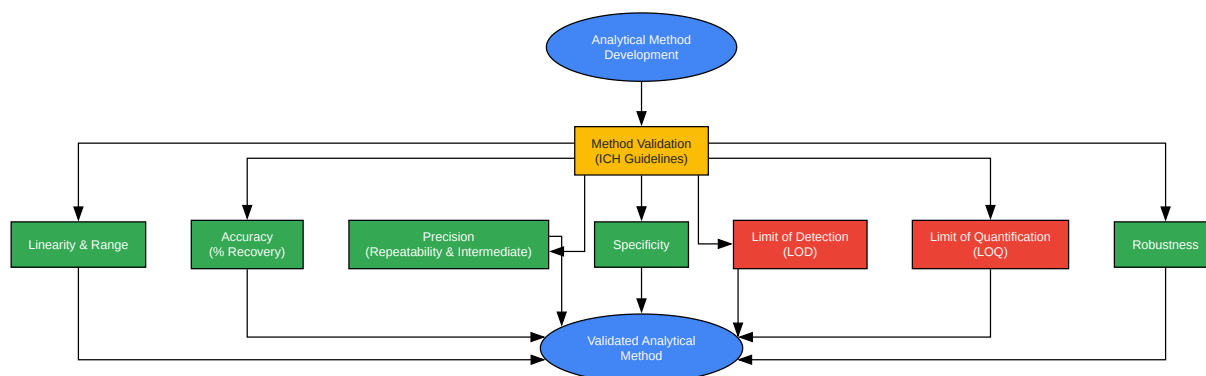 Analytical Method
Development
Method Validation
(ICH Guidelines)
Linearity & Range
Accuracy
(% Recovery)
Precision
(Repeatability & Intermediate)
Specificity
Limit of Detection
(LOD)
Limit of Quantification
(LOQ)
Robustness
Validated Analytical
Method